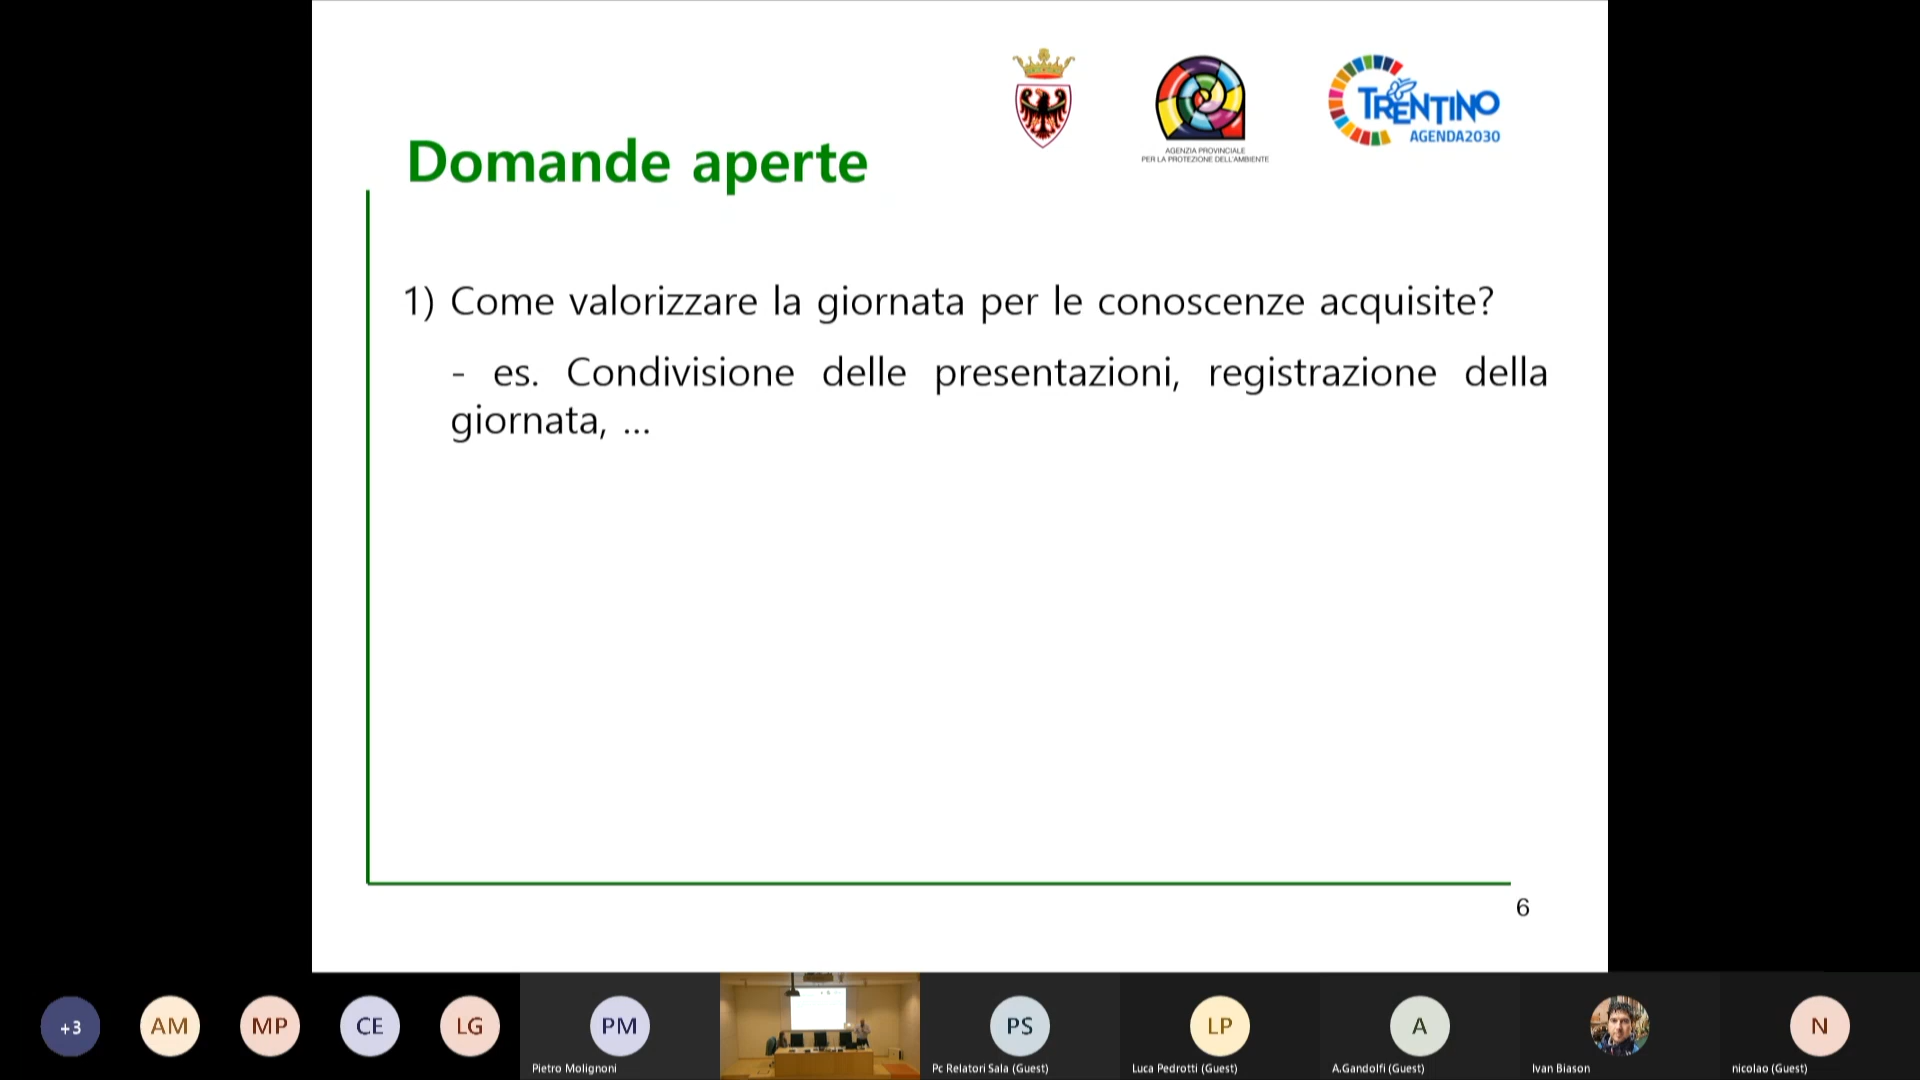 TRENTINO
AGENDA2030
AGENZIA PROVINCIALE
PER LA PROTEZIONE DELL'AMBIENTE
Domande aperte
1) Come valorizzare la giornata per le conoscenze acquisite?
- es. Condivisione delle presentazioni, registrazione della
giornata, ...
6
+3
AM
MP
CE
LG
PM
PS
LP
A
N
Pietro Molignoni
Pc Relatori Sala (Guest)
Luca Pedrotti (Guest)
A.Gandolfi (Guest)
Ivan Biason
nicolao (Guest)